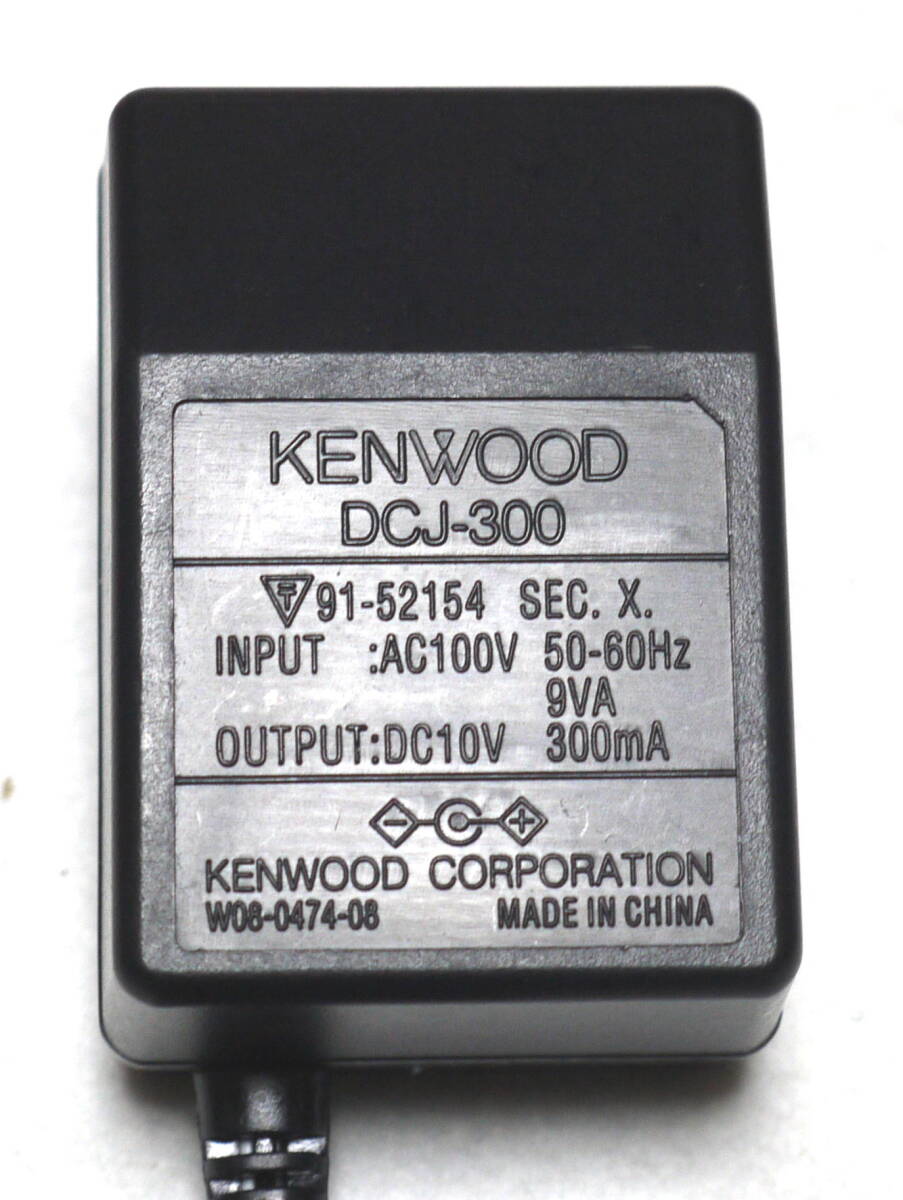 KENWOOD
DCJ-300
T 91-52154 SEC. X.
INPUT :AC100V 50-60Hz
9VA
OUTPUT:DC10V 300mA
- +
KENWOOD CORPORATION
W08-0474-08 MADE IN CHINA